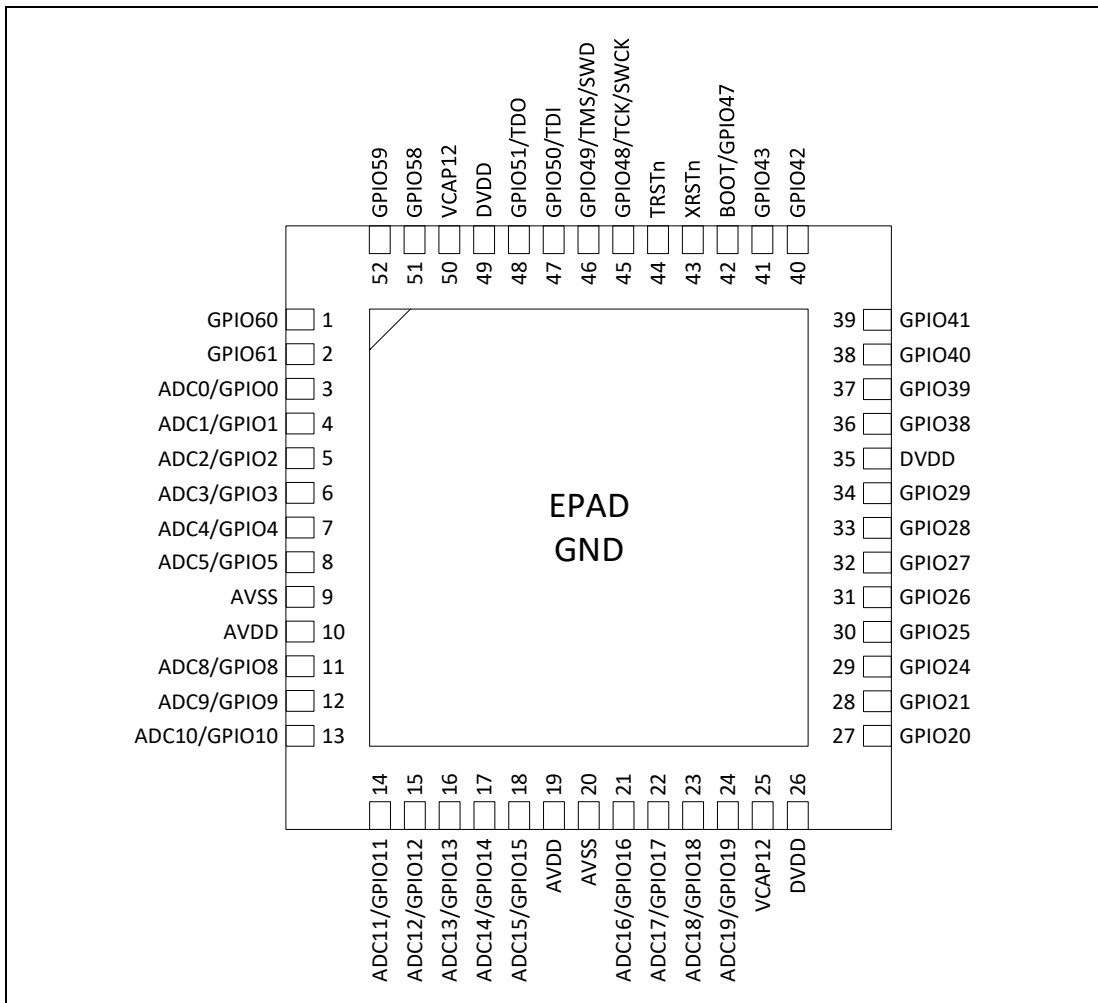 GPIO59
GPIO58
VCAP12
DVDD
GPIO51/TDO
GPIO50/TDI
GPIO49/TMS/SWD
GPIO48/TCK/SWCK
TRSTn
XRSTn
BOOT/GPIO47
GPIO43
GPIO42
52
51
50
49
48
47
46
45
44
43
42
41
40
GPIO60 1
GPIO61 2
ADC0/GPIO0 3
ADC1/GPIO1 4
ADC2/GPIO2 5
ADC3/GPIO3 6
ADC4/GPIO4 7
ADC5/GPIO5 8
AVSS 9
AVDD 10
ADC8/GPIO8 11
ADC9/GPIO9 12
ADC10/GPIO10 13
EPAD
GND
39 GPIO41
38 GPIO40
37 GPIO39
36 GPIO38
35 DVDD
34 GPIO29
33 GPIO28
32 GPIO27
31 GPIO26
30 GPIO25
29 GPIO24
28 GPIO21
27 GPIO20
14
15
16
17
18
19
20
21
22
23
24
25
26
ADC11/GPIO11
ADC12/GPIO12
ADC13/GPIO13
ADC14/GPIO14
ADC15/GPIO15
AVDD
AVSS
ADC16/GPIO16
ADC17/GPIO17
ADC18/GPIO18
ADC19/GPIO19
VCAP12
DVDD